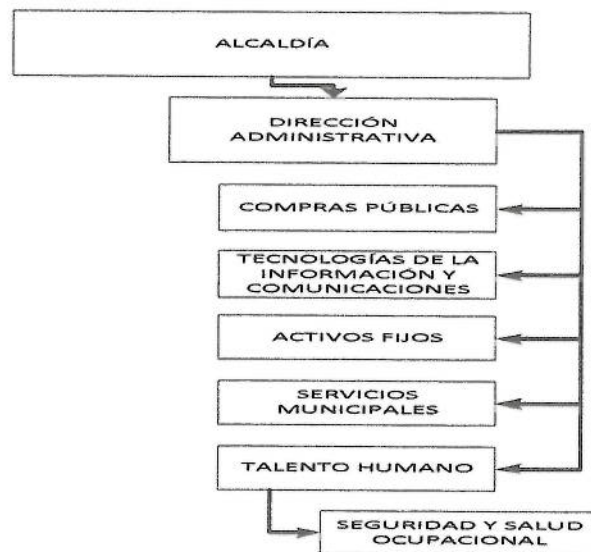 ALCALDÍA
DIRECCIÓN
ADMINISTRATIVA
COMPRAS PÚBLICAS
TECNOLOGÍAS DE LA
INFORMACIÓN Y
COMUNICACIONES
ACTIVOS FIJOS
SERVICIOS
MUNICIPALES
TALENTO HUMANO
SEGURIDAD Y SALUD
OCUPACIONAL